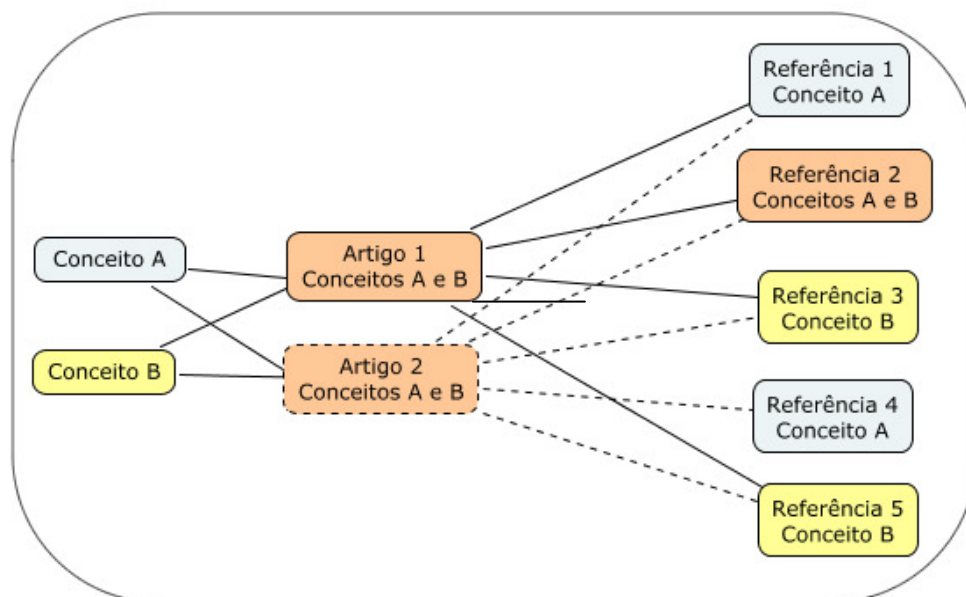 Conceito A
Conceito B
Artigo 1
Conceitos A e B
Artigo 2
Conceitos A e B
Referência 1
Conceito A
Referência 2
Conceitos A e B
Referência 3
Conceito B
Referência 4
Conceito A
Referência 5
Conceito B